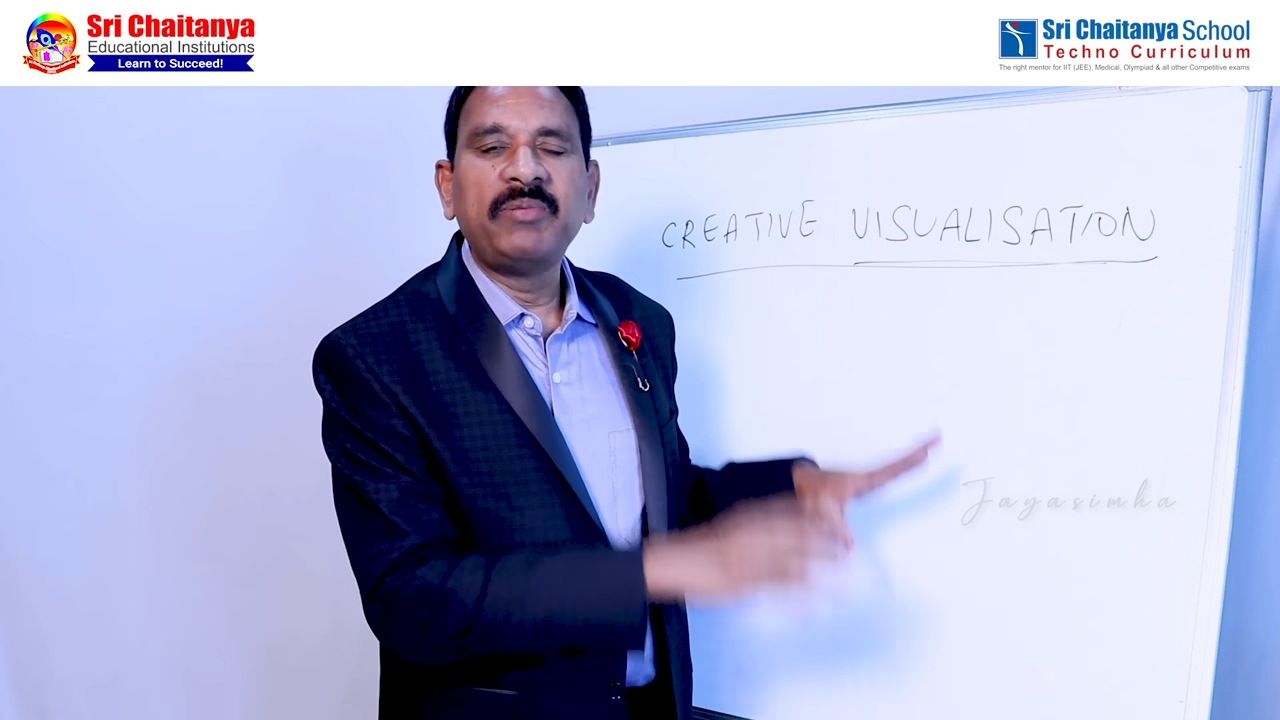 Sri Chaitanya
Educational Institutions
Learn to Succeed!
Sri Chaitanya School
Techno Curriculum
The right mentor for IIT (JEE), Medical, Olympiad & all other Competitive exams
CREATIVE VISUALISATION
Jayasimha